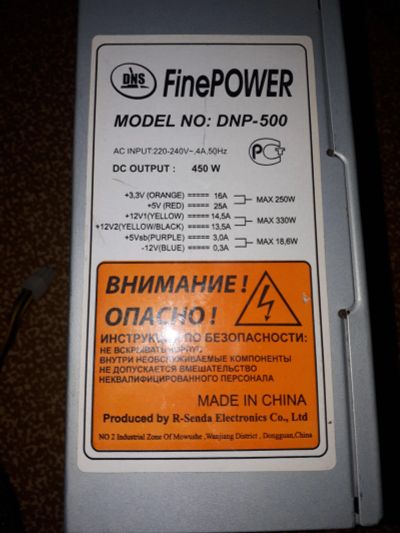 DNS FinePOWER
MODEL NO: DNP-500
AC INPUT:220-240V~,4A,50Hz
DC OUTPUT : 450 W
+3,3V (ORANGE) ===== 16A
+5V (RED) ===== 25A
MAX 250W
+12V1(YELLOW) ===== 14,5A
+12V2(YELLOW/BLACK) ===== 13,5A
MAX 330W
+5Vsb(PURPLE) ===== 3,0A
-12V(BLUE) ===== 0,3A
MAX 18,6W
ВНИМАНИЕ !
ОПАСНО !
ИНСТРУКЦИЯ ПО БЕЗОПАСНОСТИ:
НЕ ВСКРЫВАТЬ КОРПУС
ВНУТРИ НЕОБСЛУЖИВАЕМЫЕ КОМПОНЕНТЫ
НЕ ДОПУСКАЕТСЯ ВМЕШАТЕЛЬСТВО
НЕКВАЛИФИЦИРОВАННОГО ПЕРСОНАЛА
MADE IN CHINA
Produced by R-Senda Electronics Co., Ltd
NO 2 Industrial Zone Of Mowushe ,Wanjiang District , Dongguan,China